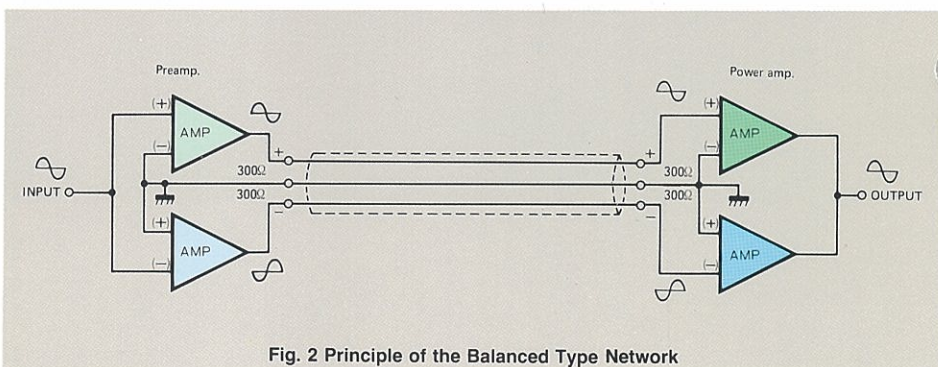 Preamp.
Power amp.
(+)
AMP
(−)
+
300Ω
300Ω
−
INPUT
(+)
AMP
(−)
+
300Ω
300Ω
−
(+)
AMP
(−)
OUTPUT
(+)
AMP
(−)
Fig. 2 Principle of the Balanced Type Network